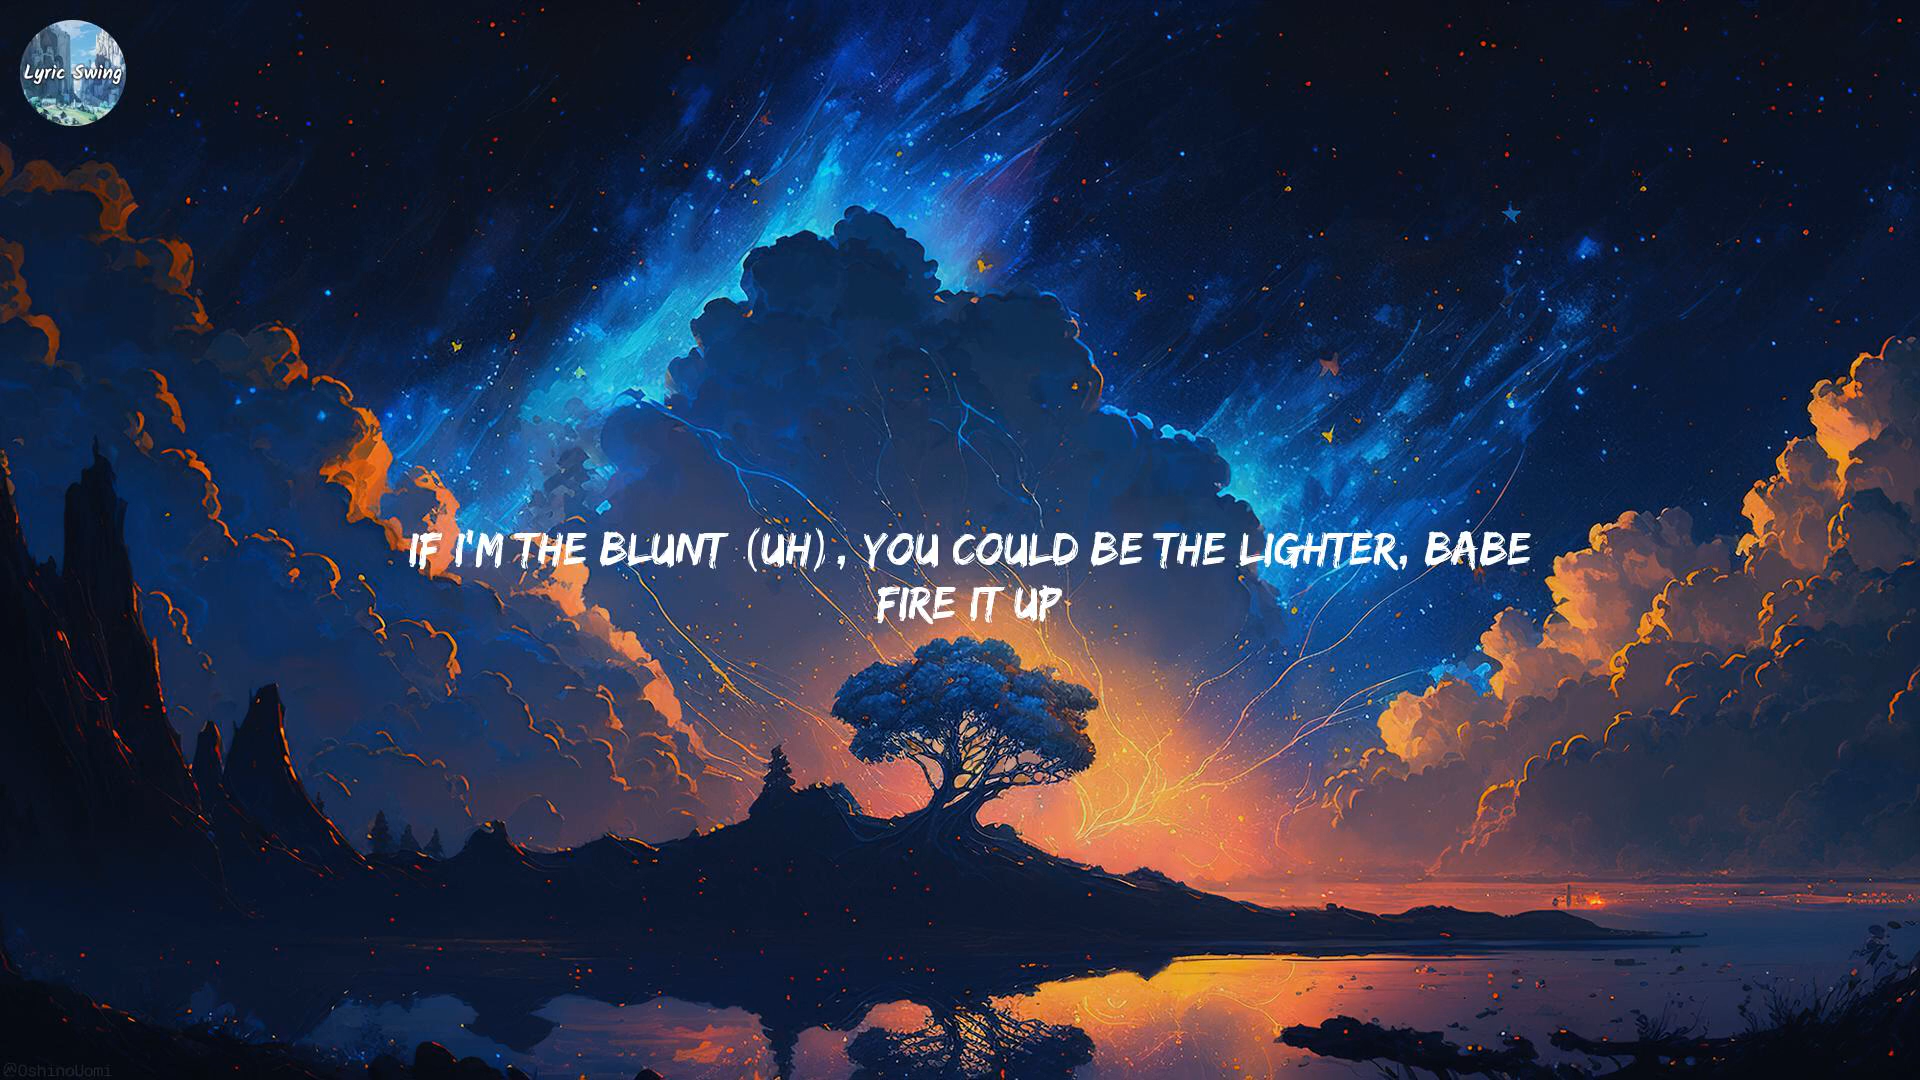 Lyric Swing
IF I'M THE BLUNT (UH), YOU COULD BE THE LIGHTER, BABE
FIRE IT UP
@OshinoUomi